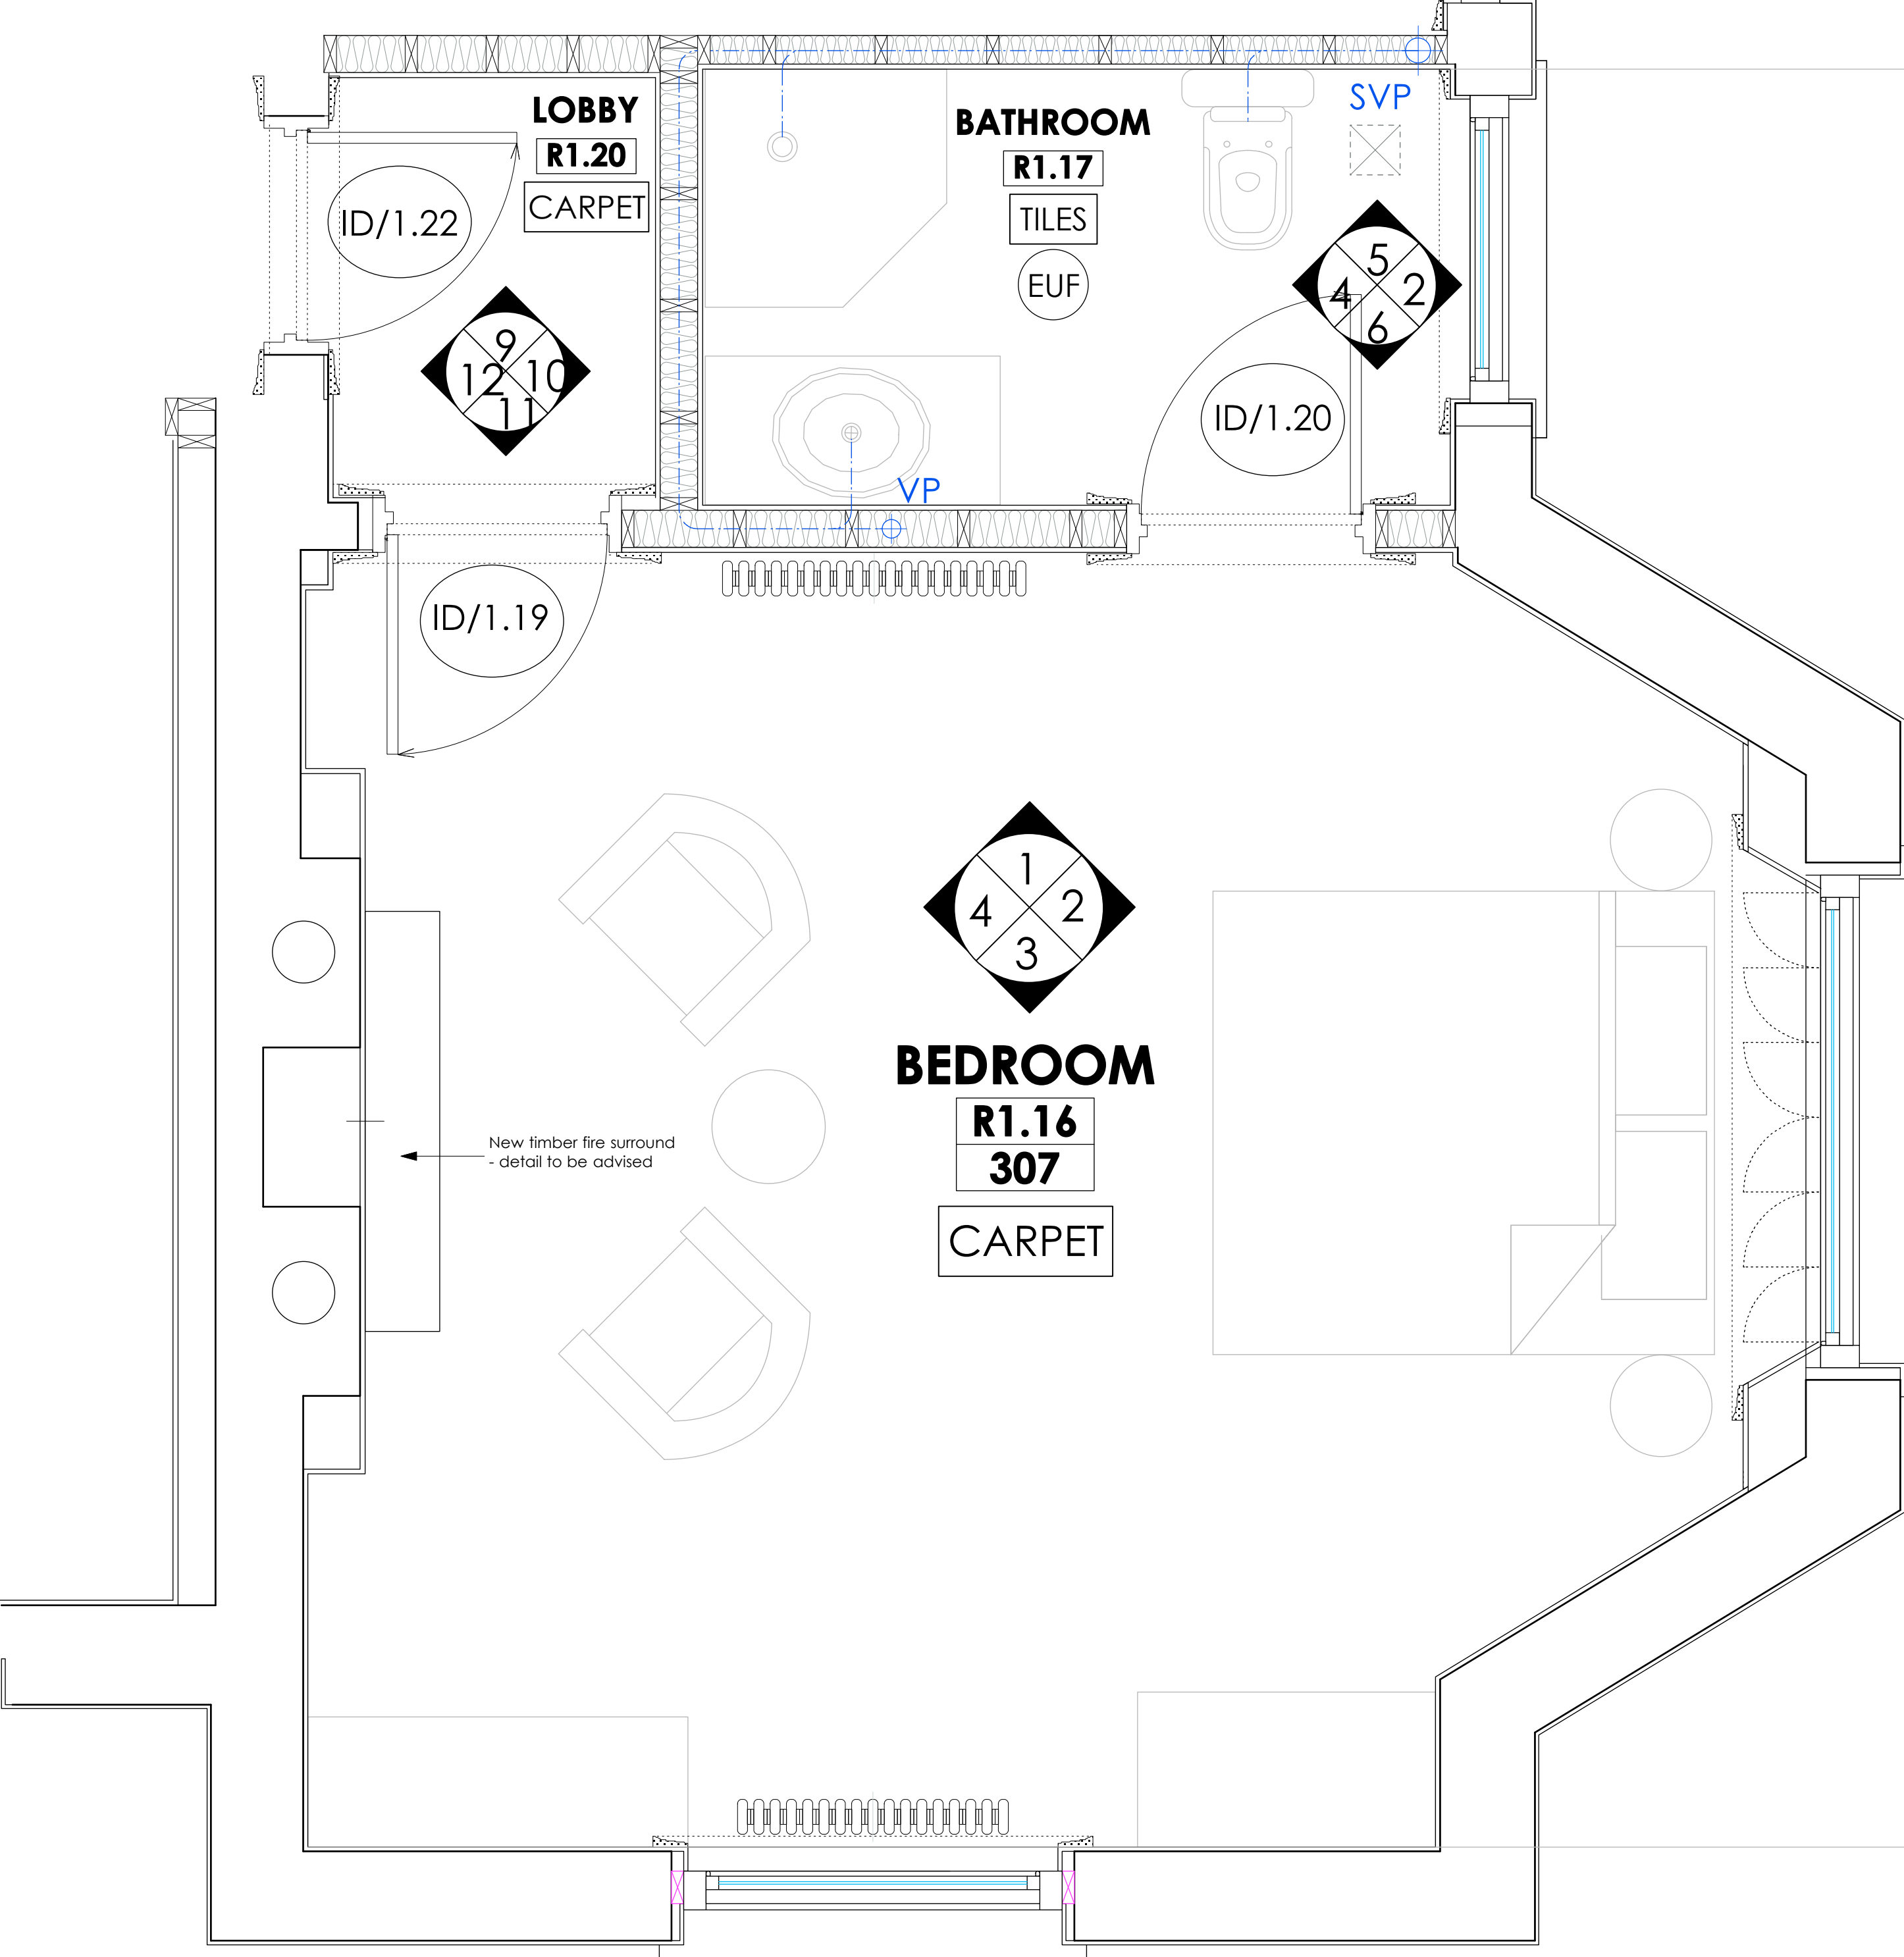 LOBBY
R1.20
CARPET
ID/1.22
9
12
10
11
BATHROOM
R1.17
TILES
EUF
SVP
5
4
2
6
ID/1.20
VP
ID/1.19
1
4
2
3
BEDROOM
R1.16
307
CARPET
New timber fire surround
- detail to be advised